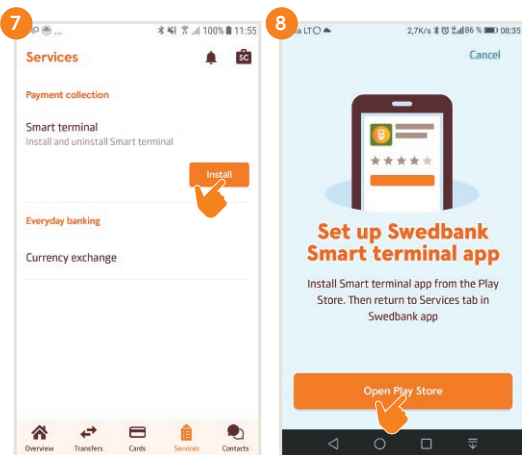 7
... 100% 11:55
Services
SC
Payment collection
Smart terminal
Install and uninstall Smart terminal
Install
Everyday banking
Currency exchange
Overview Transfers Cards Services Contacts
8
LTO 2,7K/s 86 % 08:35
Cancel
Set up Swedbank
Smart terminal app
Install Smart terminal app from the Play
Store. Then return to Services tab in
Swedbank app
Open Play Store